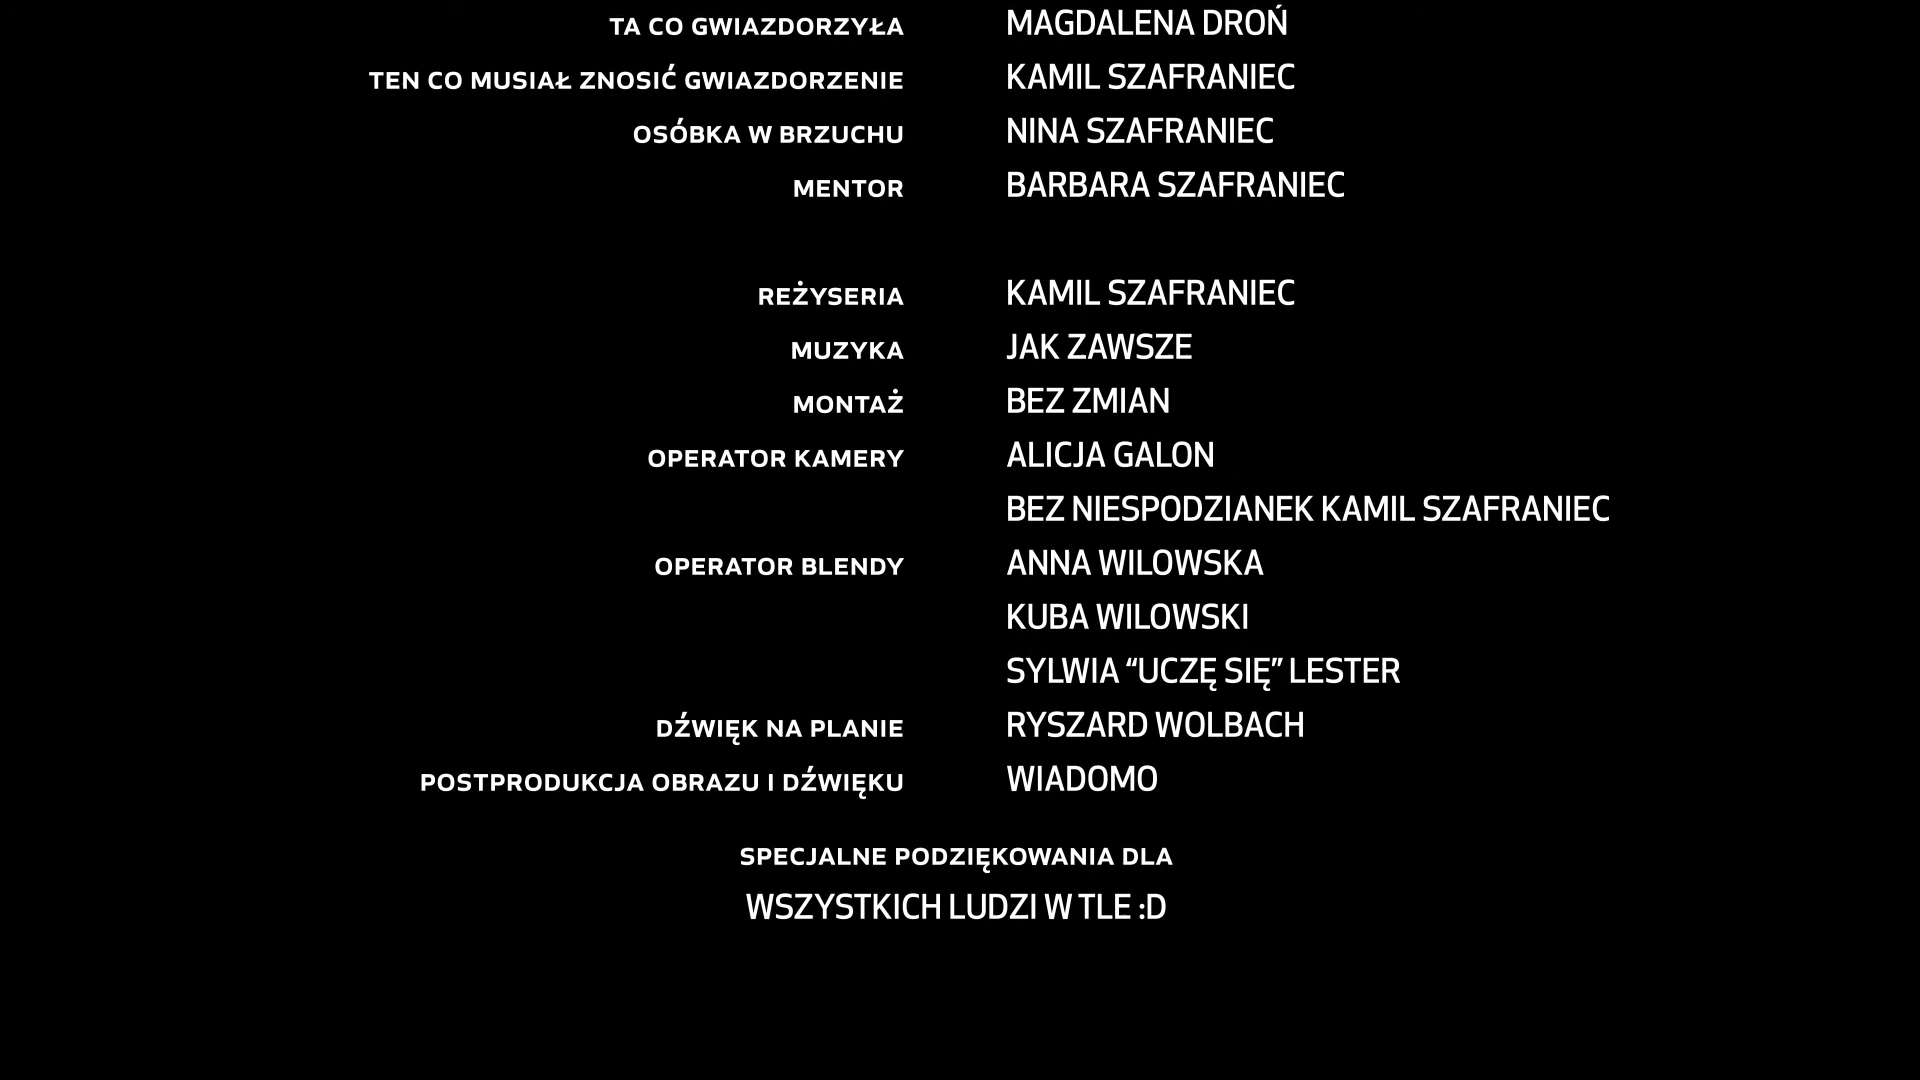 TA CO GWIAZDORZYŁA MAGDALENA DROŃ
TEN CO MUSIAŁ ZNOSIĆ GWIAZDORZENIE KAMIL SZAFRANIEC
OSÓBKA W BRZUCHU NINA SZAFRANIEC
MENTOR BARBARA SZAFRANIEC
REŻYSERIA KAMIL SZAFRANIEC
MUZYKA JAK ZAWSZE
MONTAŻ BEZ ZMIAN
OPERATOR KAMERY ALICJA GALON
BEZ NIESPODZIANEK KAMIL SZAFRANIEC
OPERATOR BLENDY ANNA WILOWSKA
KUBA WILOWSKI
SYLWIA “UCZĘ SIĘ” LESTER
DŹWIĘK NA PLANIE RYSZARD WOLBACH
POSTPRODUKCJA OBRAZU I DŹWIĘKU WIADOMO
SPECJALNE PODZIĘKOWANIA DLA
WSZYSTKICH LUDZI W TLE :D